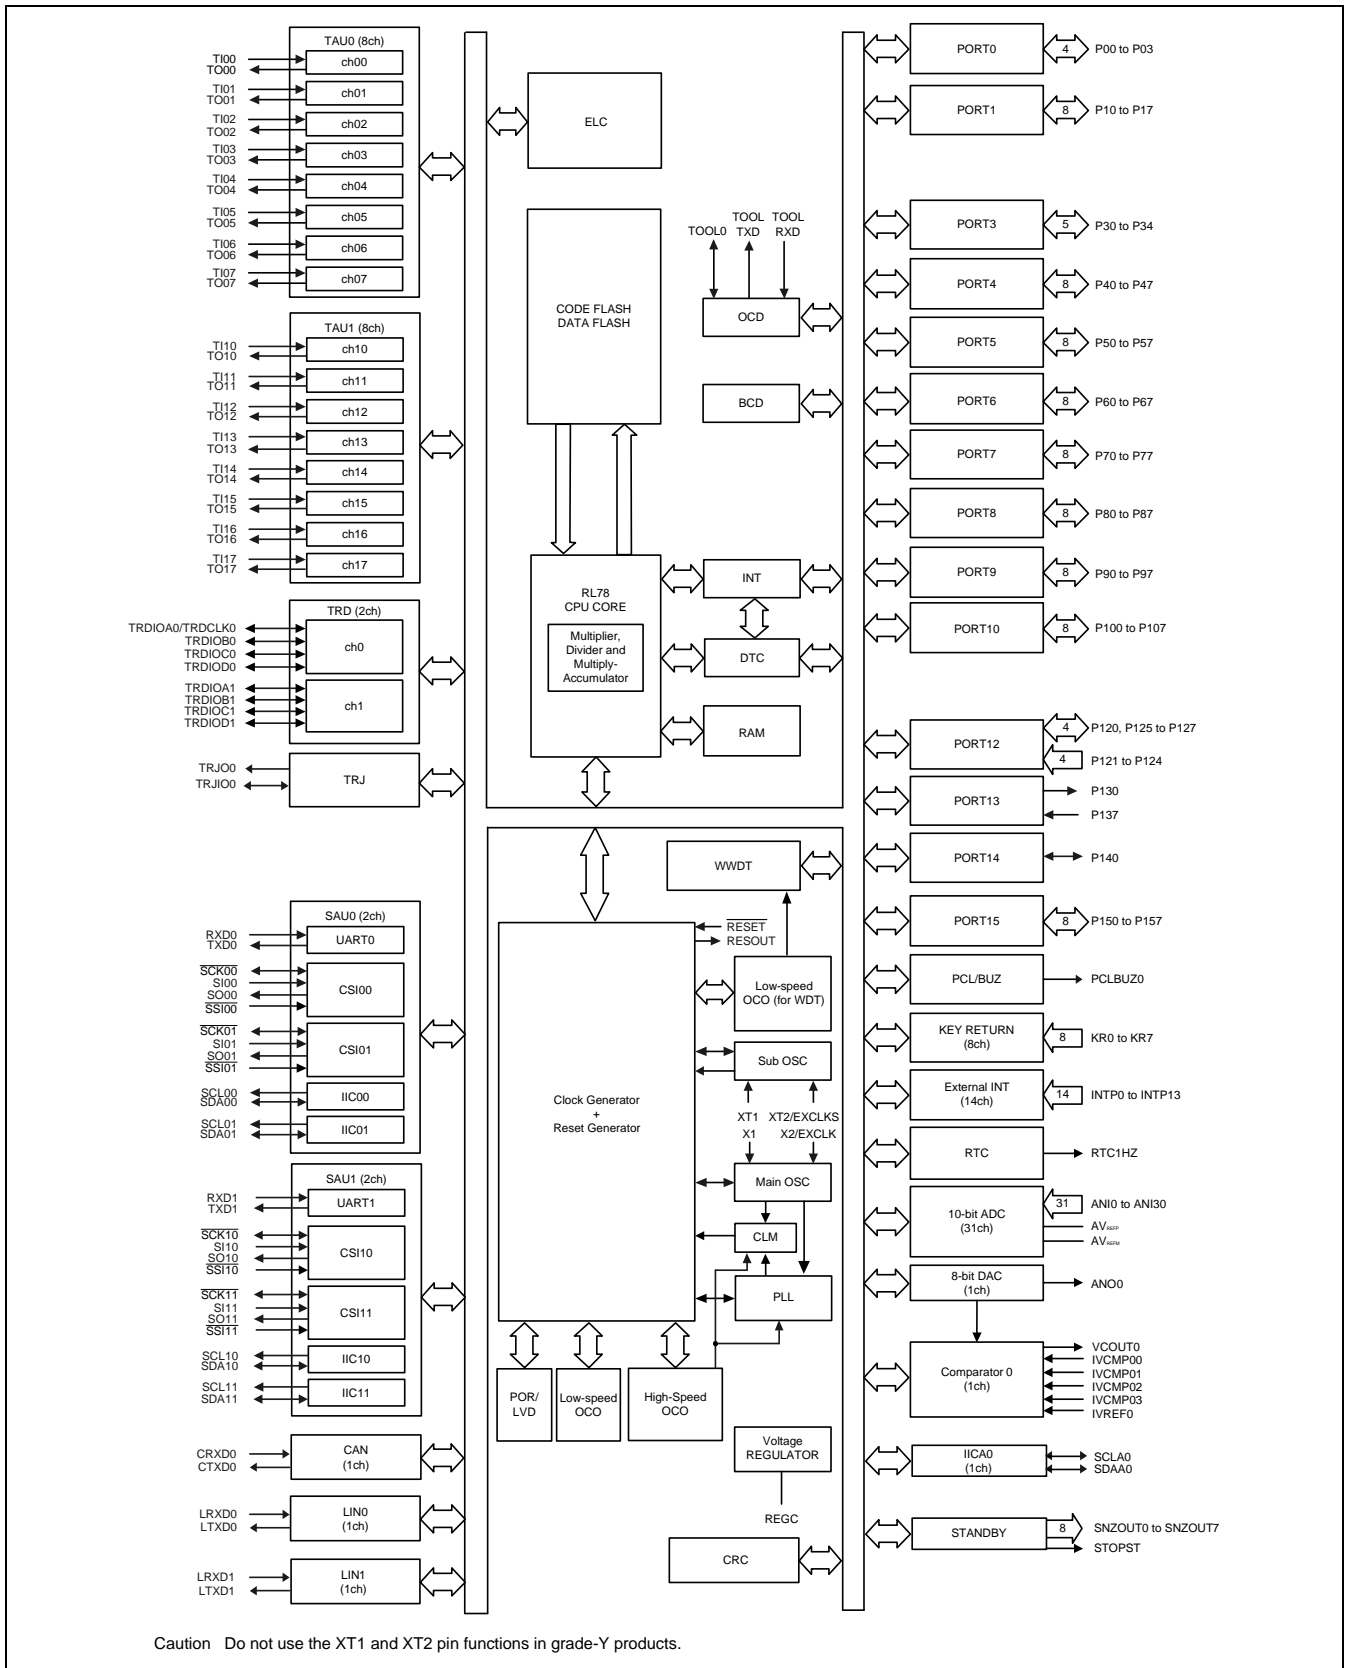 TAU0 (8ch)
TI00
TO00
ch00
TI01
TO01
ch01
TI02
TO02
ch02
TI03
TO03
ch03
TI04
TO04
ch04
TI05
TO05
ch05
TI06
TO06
ch06
TI07
TO07
ch07
TAU1 (8ch)
TI10
TO10
ch10
TI11
TO11
ch11
TI12
TO12
ch12
TI13
TO13
ch13
TI14
TO14
ch14
TI15
TO15
ch15
TI16
TO16
ch16
TI17
TO17
ch17
TRD (2ch)
TRDIOA0/TRDCLK0
TRDIOB0
TRDIOC0
TRDIOD0
ch0
TRDIOA1
TRDIOB1
TRDIOC1
TRDIOD1
ch1
TRJO0
TRJIO0
TRJ
SAU0 (2ch)
RXD0
TXD0
UART0
SCK00
SI00
SO00
SSI00
CSI00
SCK01
SI01
SO01
SSI01
CSI01
SCL00
SDA00
IIC00
SCL01
SDA01
IIC01
SAU1 (2ch)
RXD1
TXD1
UART1
SCK10
SI10
SO10
SSI10
CSI10
SCK11
SI11
SO11
SSI11
CSI11
SCL10
SDA10
IIC10
SCL11
SDA11
IIC11
CRXD0
CTXD0
CAN
(1ch)
LRXD0
LTXD0
LIN0
(1ch)
LRXD1
LTXD1
LIN1
(1ch)
ELC
CODE FLASH
DATA FLASH
TOOL0
TOOL
TXD
TOOL
RXD
OCD
BCD
RL78
CPU CORE
Multiplier,
Divider and
Multiply-
Accumulator
INT
DTC
RAM
WWDT
RESET
RESOUT
Low-speed
OCO (for WDT)
Sub OSC
XT1
XT2/EXCLKS
X1
X2/EXCLK
Clock Generator
+
Reset Generator
Main OSC
CLM
PLL
POR/
LVD
Low-speed
OCO
High-Speed
OCO
Voltage
REGULATOR
REGC
CRC
PORT0
4
P00 to P03
PORT1
8
P10 to P17
PORT3
5
P30 to P34
PORT4
8
P40 to P47
PORT5
8
P50 to P57
PORT6
8
P60 to P67
PORT7
8
P70 to P77
PORT8
8
P80 to P87
PORT9
8
P90 to P97
PORT10
8
P100 to P107
PORT12
4
P120, P125 to P127
4
P121 to P124
PORT13
P130
P137
PORT14
P140
PORT15
8
P150 to P157
PCL/BUZ
PCLBUZ0
KEY RETURN
(8ch)
8
KR0 to KR7
External INT
(14ch)
14
INTP0 to INTP13
RTC
RTC1HZ
10-bit ADC
(31ch)
31
ANI0 to ANI30
AVREFP
AVREFM
8-bit DAC
(1ch)
ANO0
Comparator 0
(1ch)
VCOUT0
IVCMP00
IVCMP01
IVCMP02
IVCMP03
IVREF0
IICA0
(1ch)
SCLA0
SDAA0
STANDBY
8
SNZOUT0 to SNZOUT7
STOPST
Caution Do not use the XT1 and XT2 pin functions in grade-Y products.